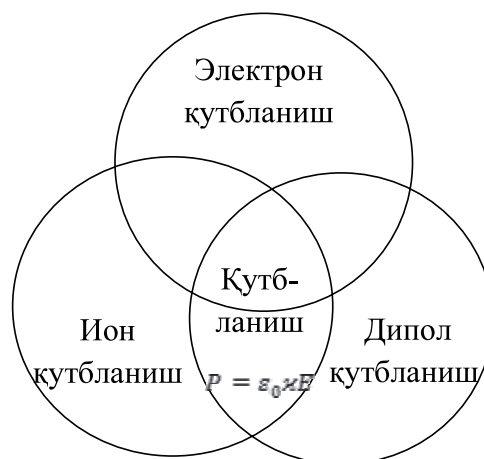 Электрон
қутбланиш
Қутб-
ланиш
Ион
қутбланиш
Дипол
қутбланиш
P = ε₀ϰE